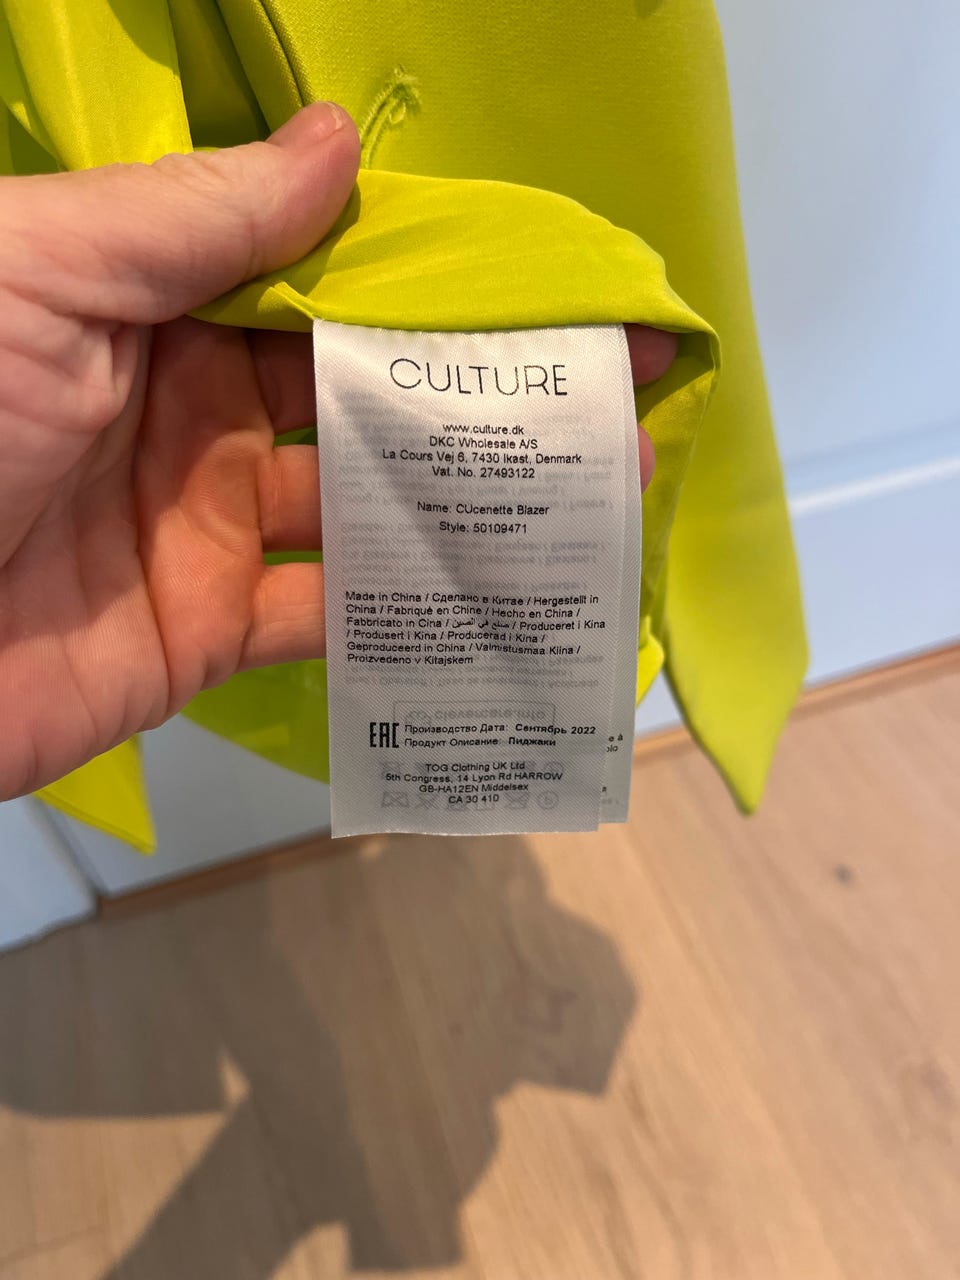 CULTURE
www.culture.dk
DKC Wholesale A/S
La Cours Vej 6, 7430 Ikast, Denmark
Vat. No. 27493122
Name: CUcenette Blazer
Style: 50109471
Made in China / Сделано в Китае / Hergestellt in
China / Fabriqué en Chine / Hecho en China /
Fabbricato in Cina / صنع في الصين / Produceret i Kina
/ Produsert i Kina / Producerad i Kina /
Geproduceerd in China / Valmistusmaa Kiina /
Proizvedeno v Kitajskem
EAC Производство Дата: Сентябрь 2022
Продукт Описание: Пиджаки
TOG Clothing UK Ltd
5th Congress, 14 Lyon Rd HARROW
GB-HA12EN Middelsex
CA 30 410